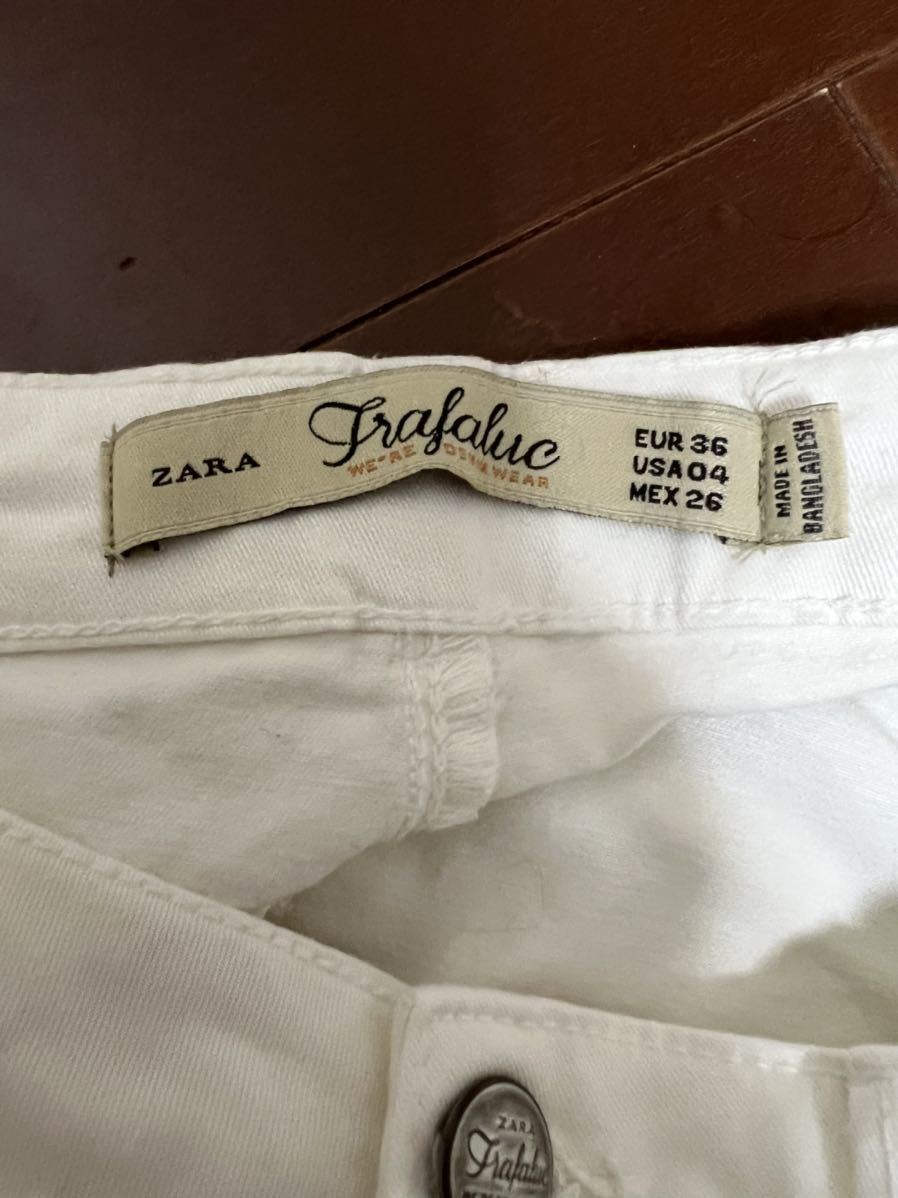 ZARA
Trafaluc
WE'RE DENIMWEAR
EUR 36
USA 04
MEX 26
MADE IN
BANGLADESH
ZARA
Trafaluc